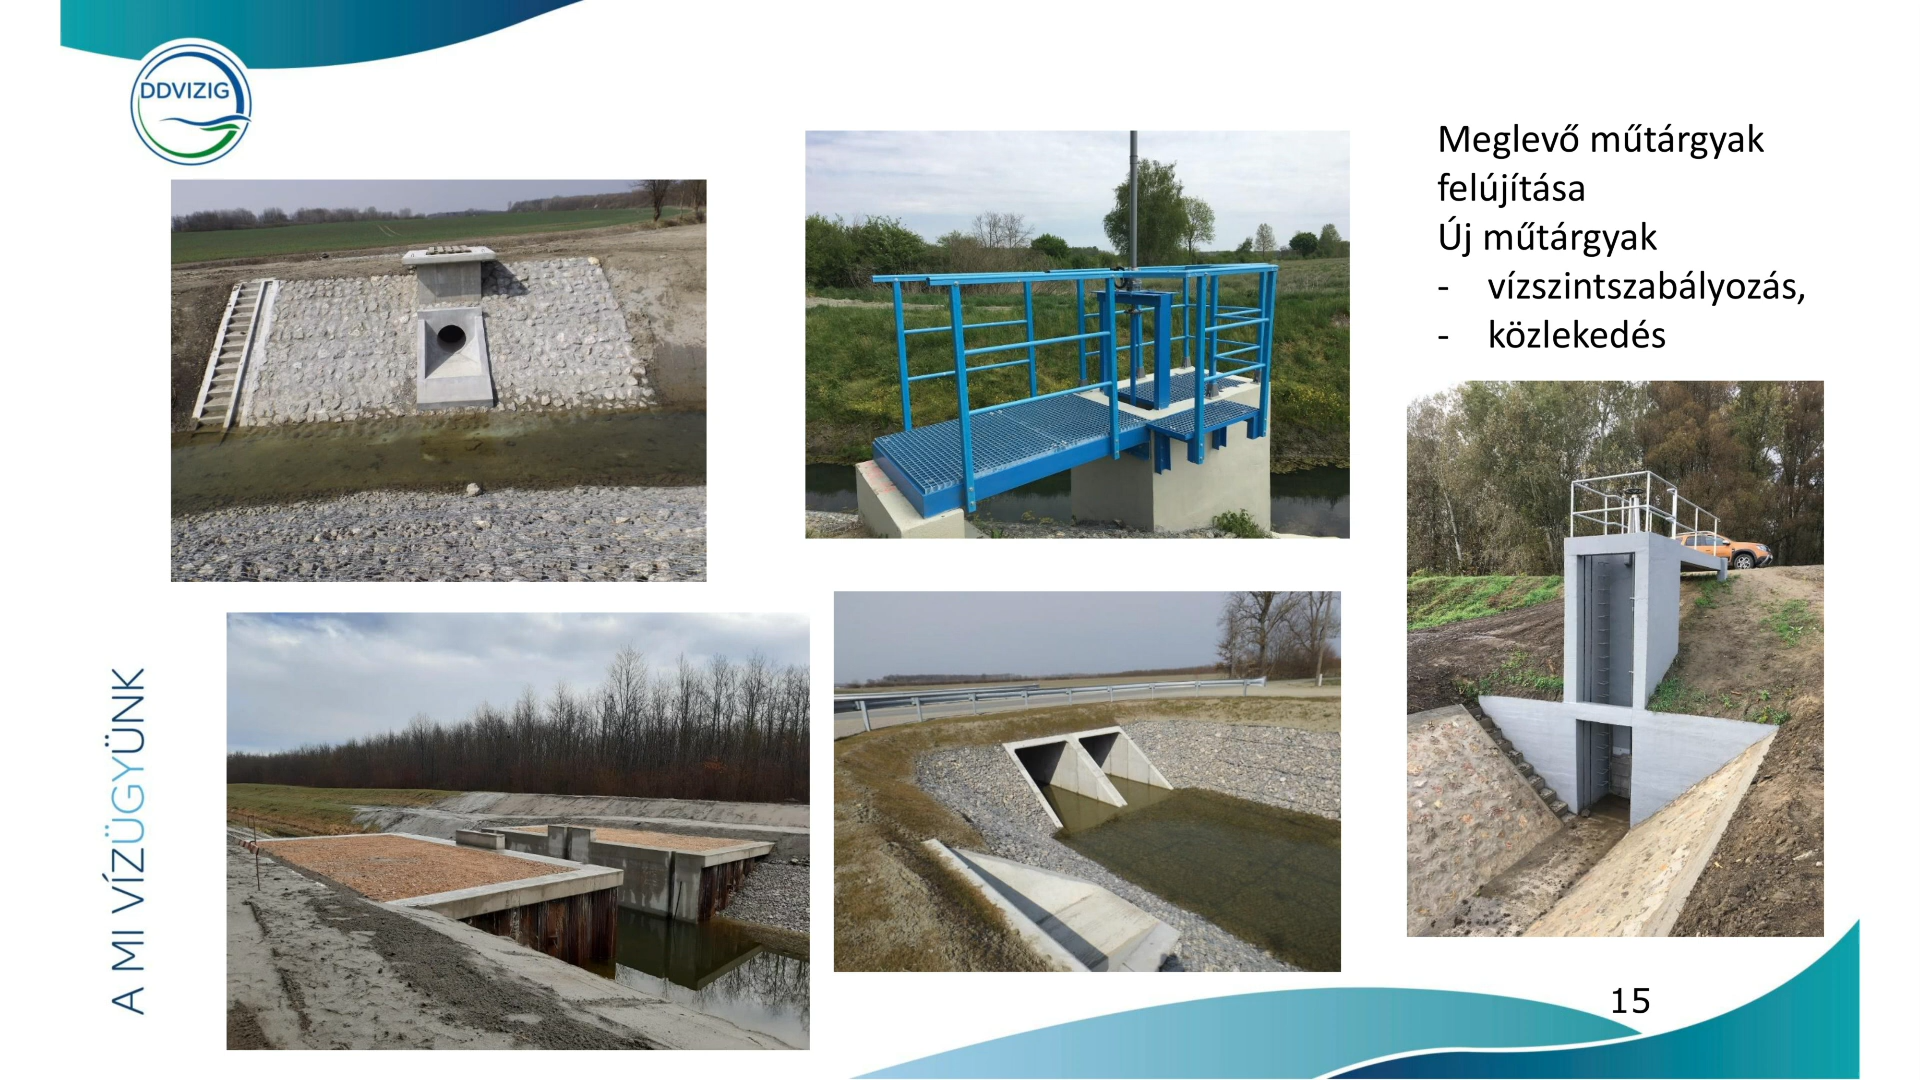 DDVIZIG
Meglevő műtárgyak
felújítása
Új műtárgyak
- vízszintszabályozás,
- közlekedés
A MI VÍZÜGYÜNK
15